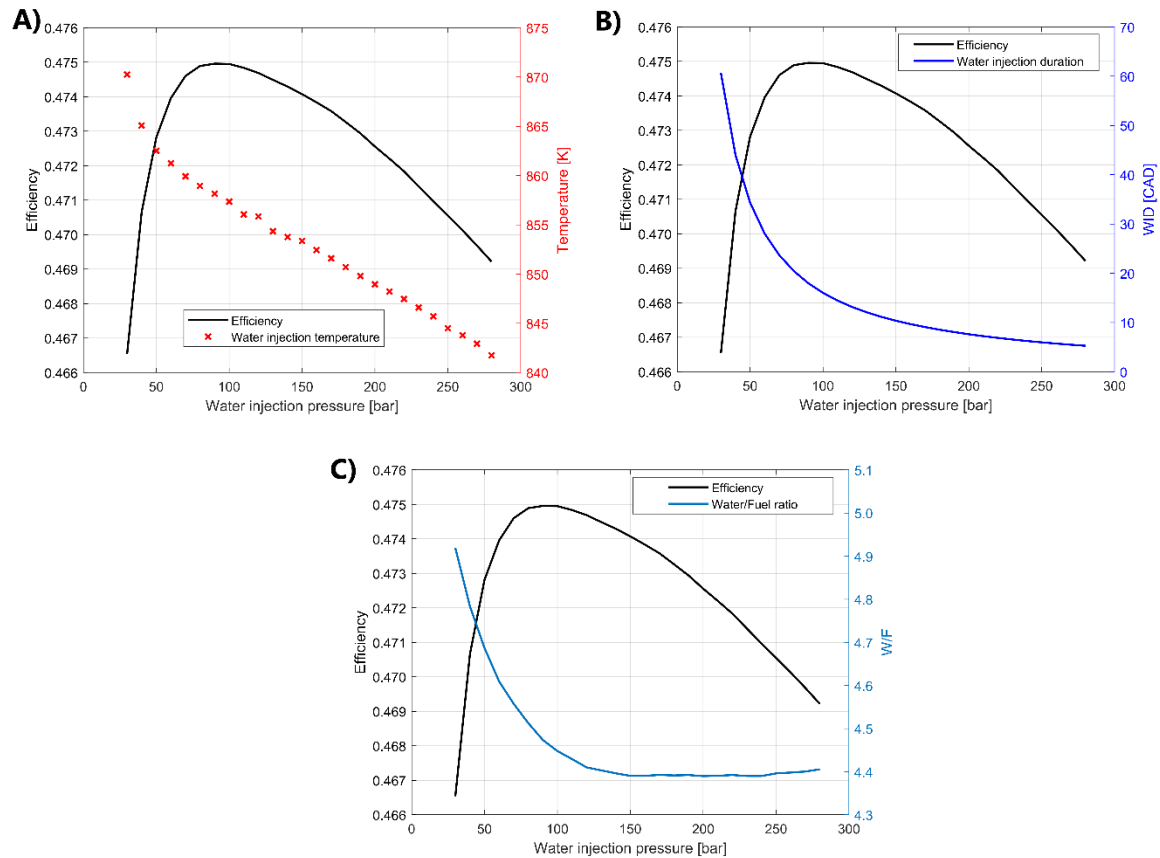 A)
0.476
0.475
0.474
0.473
0.472
0.471
0.470
0.469
0.468
0.467
0.466
Efficiency
875
870
865
860
855
850
845
840
Temperature [K]
Efficiency
Water injection temperature
0 50 100 150 200 250 300
Water injection pressure [bar]
B)
0.476
0.475
0.474
0.473
0.472
0.471
0.470
0.469
0.468
0.467
0.466
Efficiency
70
60
50
40
30
20
10
0
WID [CAD]
Efficiency
Water injection duration
0 50 100 150 200 250 300
Water injection pressure [bar]
C)
0.476
0.475
0.474
0.473
0.472
0.471
0.470
0.469
0.468
0.467
0.466
Efficiency
5.1
5.0
4.9
4.8
4.7
4.6
4.5
4.4
4.3
W/F
Efficiency
Water/Fuel ratio
0 50 100 150 200 250 300
Water injection pressure [bar]